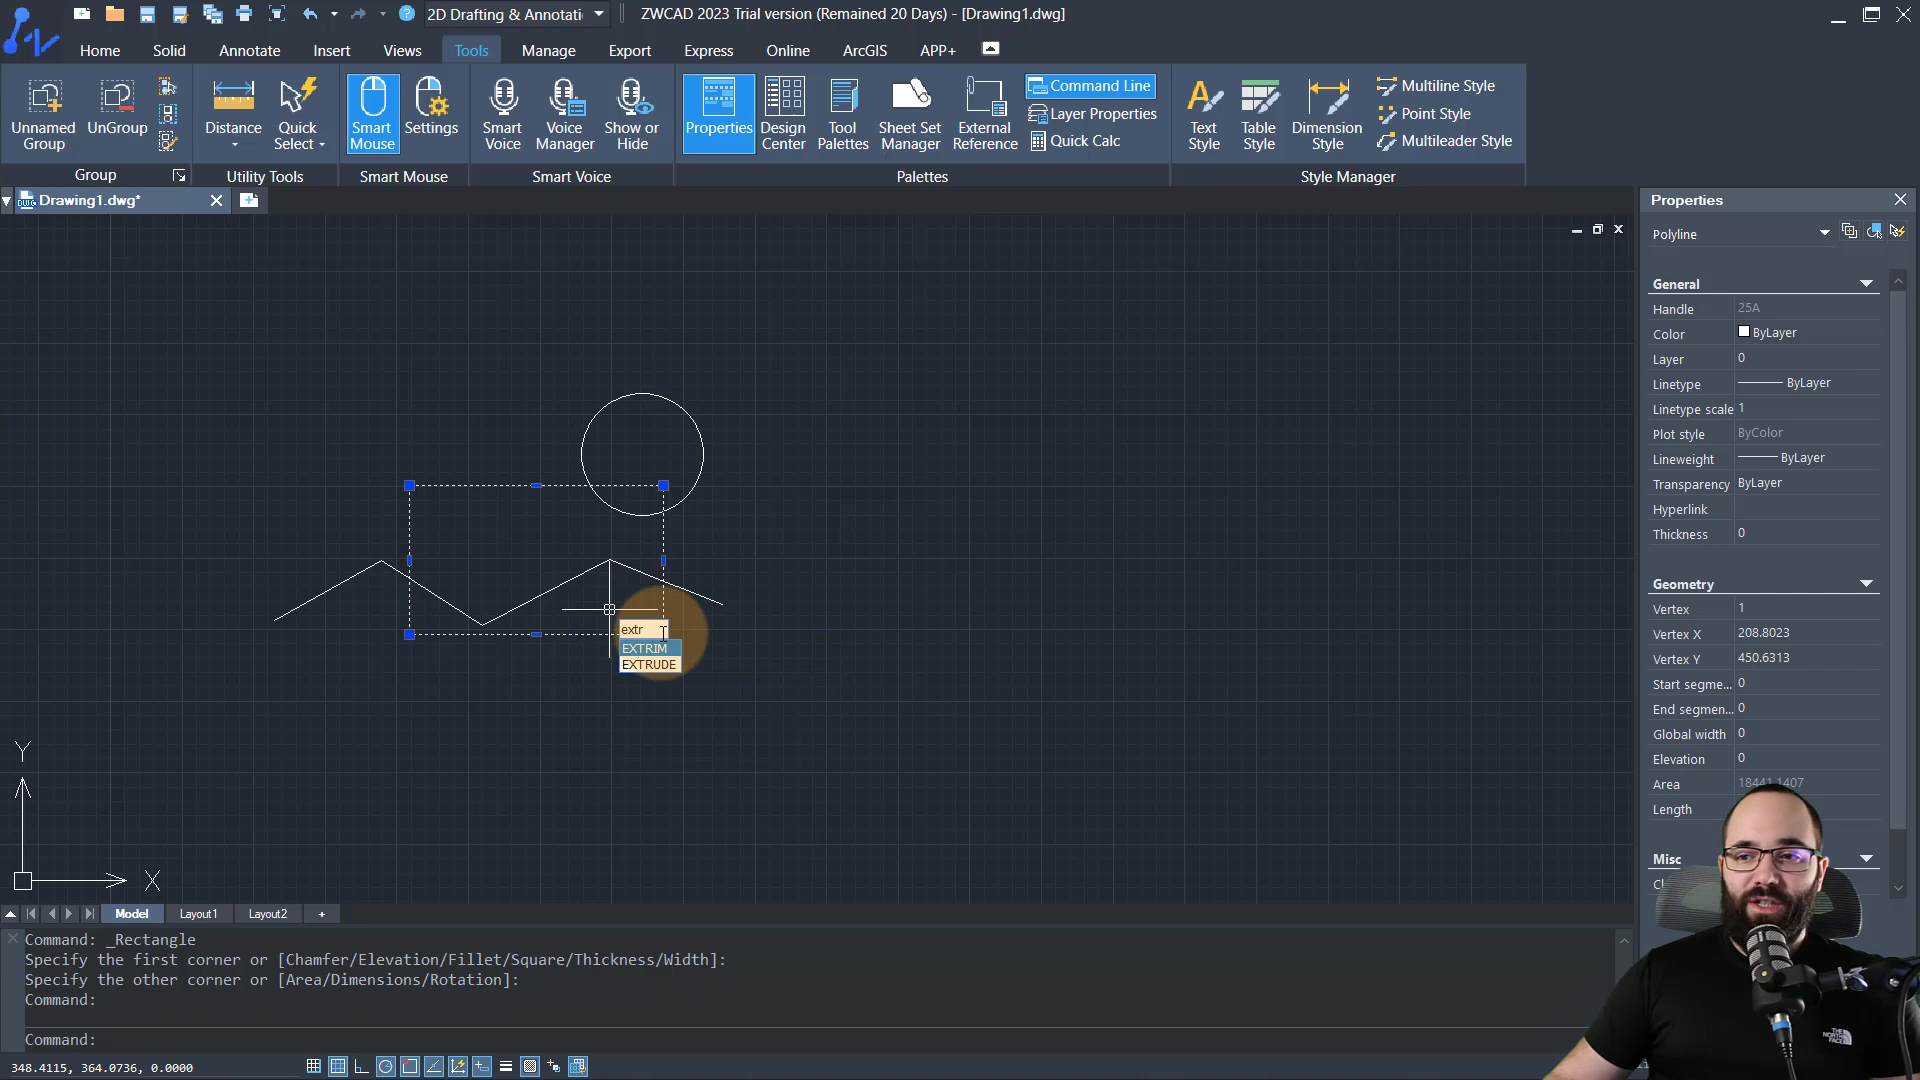 2D Drafting & Annotati
ZWCAD 2023 Trial version (Remained 20 Days) - [Drawing1.dwg]
Home Solid Annotate Insert Views Tools Manage Export Express Online ArcGIS APP+
Unnamed Group
UnGroup
Distance
Quick Select
Smart Mouse
Settings
Smart Voice
Voice Manager
Show or Hide
Properties
Design Center
Tool Palettes
Sheet Set Manager
External Reference
Command Line
Layer Properties
Quick Calc
Text Style
Table Style
Dimension Style
Multiline Style
Point Style
Multileader Style
Group
Utility Tools
Smart Mouse
Smart Voice
Palettes
Style Manager
Drawing1.dwg*
Properties
Polyline
General
Handle 25A
Color ByLayer
Layer 0
Linetype ByLayer
Linetype scale 1
Plot style ByColor
Lineweight ByLayer
Transparency ByLayer
Hyperlink
Thickness 0
Geometry
Vertex 1
Vertex X 208.8023
Vertex Y 450.6313
Start segme... 0
End segmen... 0
Global width 0
Elevation 0
Area 18441.1407
Length
Misc
extr
EXTRIM
EXTRUDE
Y
X
Model Layout1 Layout2 +
Command: _Rectangle
Specify the first corner or [Chamfer/Elevation/Fillet/Square/Thickness/Width]:
Specify the other corner or [Area/Dimensions/Rotation]:
Command:
Command:
348.4115, 364.0736, 0.0000
THE NORTH FACE